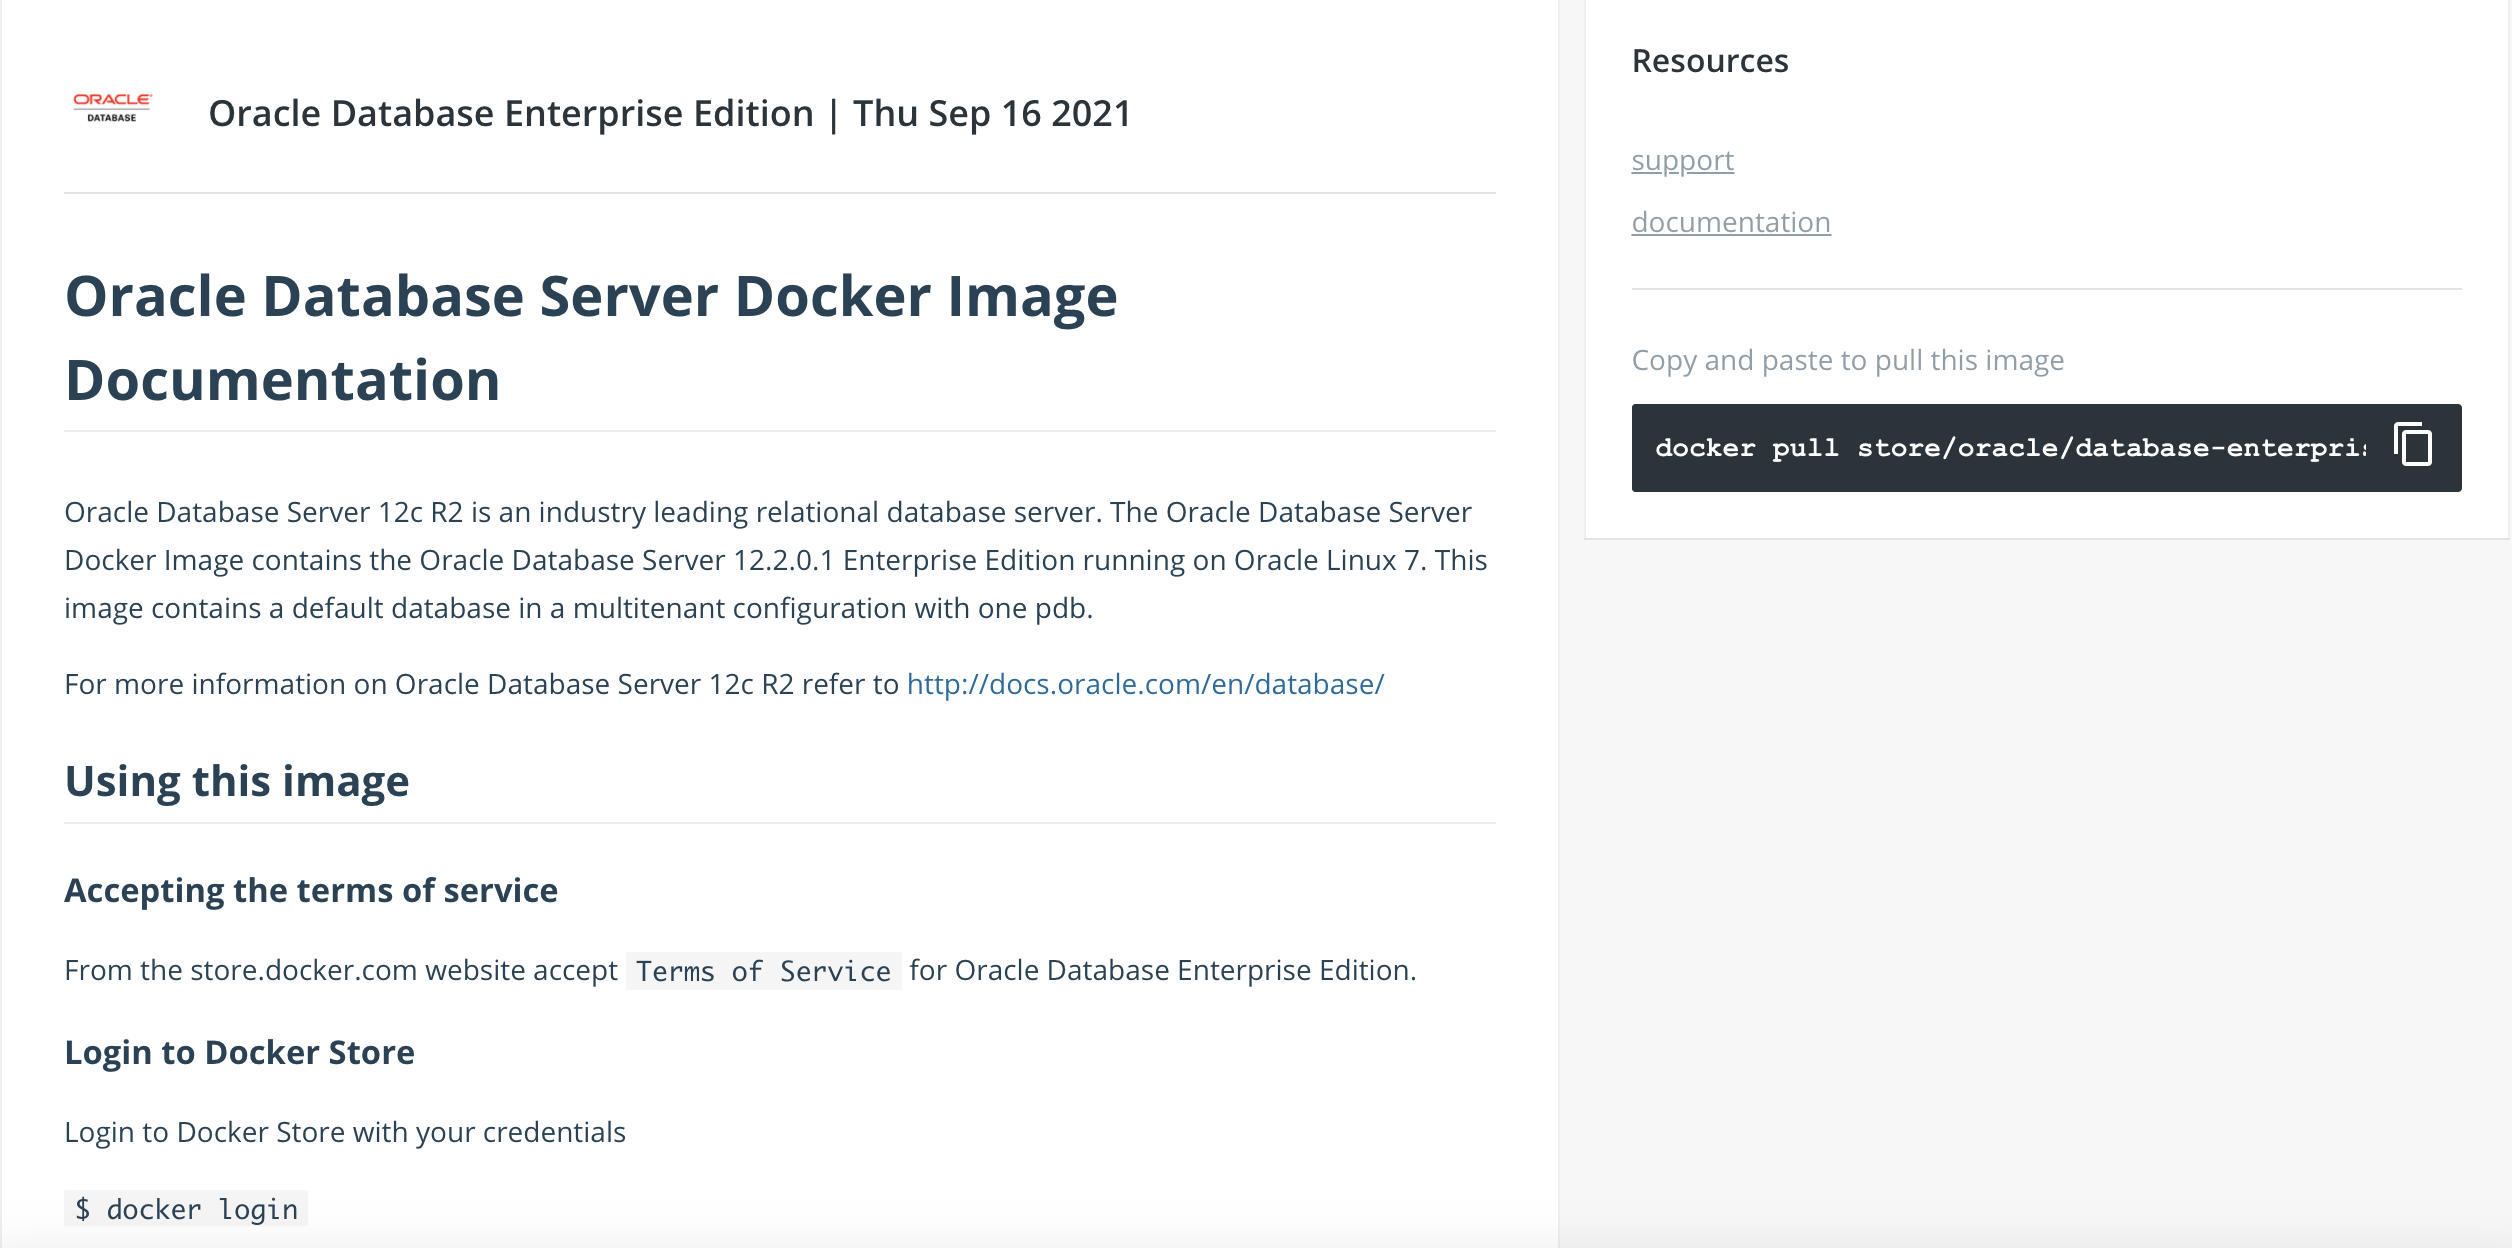 ORACLE
DATABASE
Oracle Database Enterprise Edition | Thu Sep 16 2021
Oracle Database Server Docker Image
Documentation
Oracle Database Server 12c R2 is an industry leading relational database server. The Oracle Database Server
Docker Image contains the Oracle Database Server 12.2.0.1 Enterprise Edition running on Oracle Linux 7. This
image contains a default database in a multitenant configuration with one pdb.
For more information on Oracle Database Server 12c R2 refer to http://docs.oracle.com/en/database/
Using this image
Accepting the terms of service
From the store.docker.com website accept Terms of Service for Oracle Database Enterprise Edition.
Login to Docker Store
Login to Docker Store with your credentials
$ docker login
Resources
support
documentation
Copy and paste to pull this image
docker pull store/oracle/database-enterpri